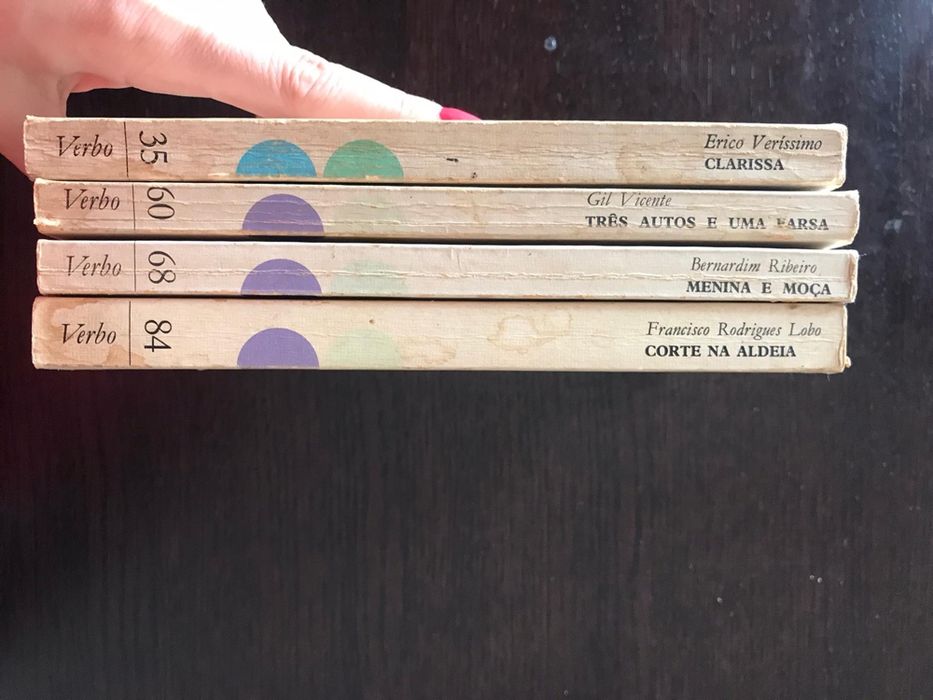 Verbo 35 Erico Veríssimo
CLARISSA
Verbo 60 Gil Vicente
TRÊS AUTOS E UMA FARSA
Verbo 68 Bernardim Ribeiro
MENINA E MOÇA
Verbo 84 Francisco Rodrigues Lobo
CORTE NA ALDEIA